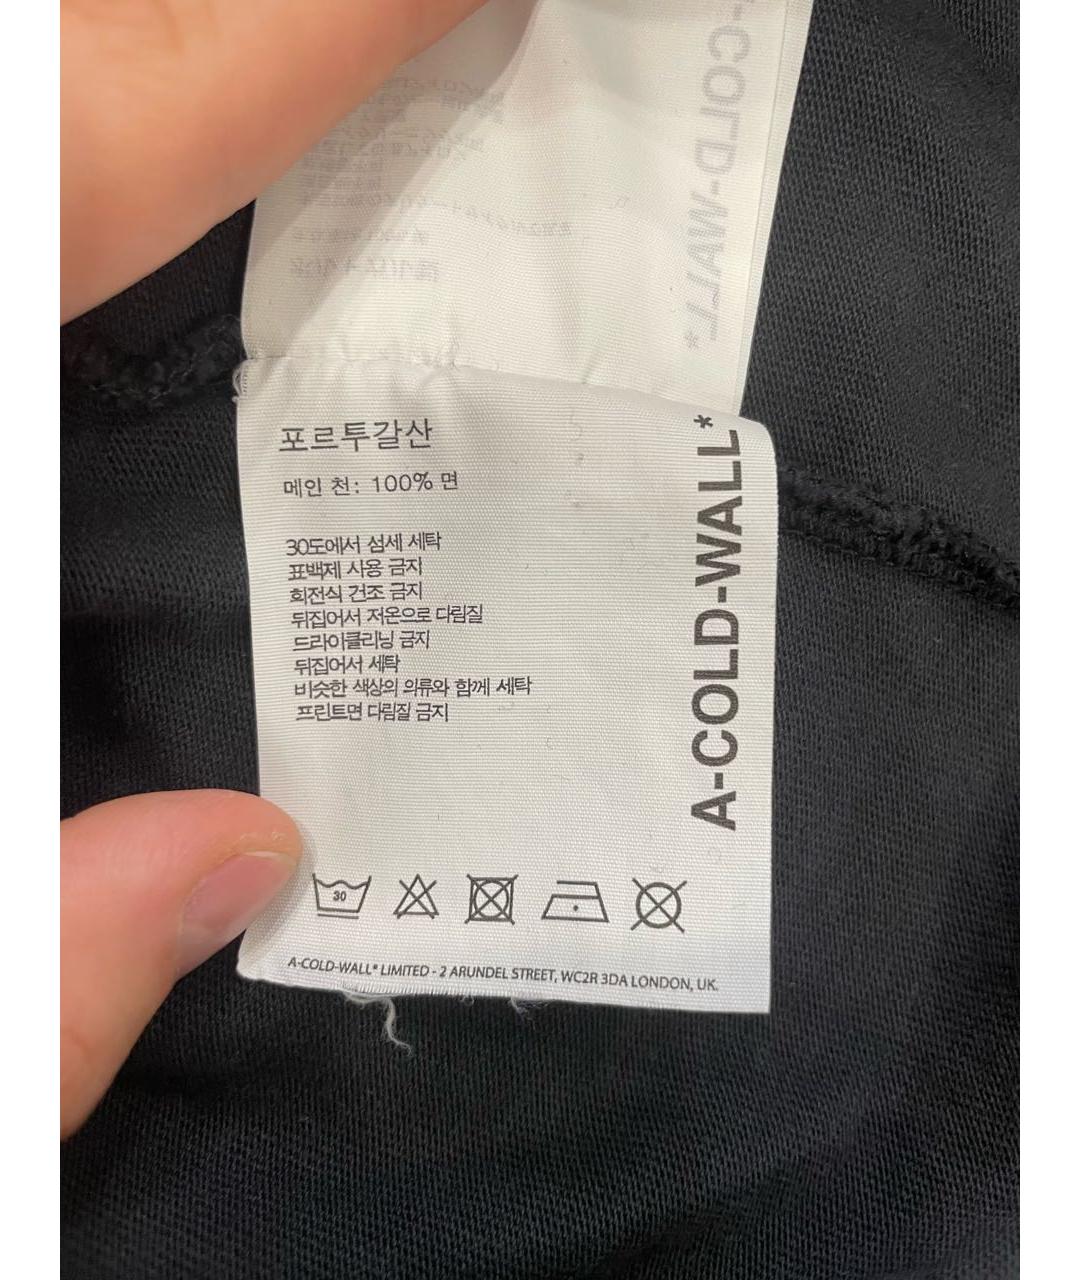 포르투갈산
메인 천: 100% 면
30도에서 섬세 세탁
표백제 사용 금지
회전식 건조 금지
뒤집어서 저온으로 다림질
드라이클리닝 금지
뒤집어서 세탁
비슷한 색상의 의류와 함께 세탁
프린트면 다림질 금지
A-COLD-WALL*
30
A-COLD-WALL* LIMITED - 2 ARUNDEL STREET, WC2R 3DA LONDON, UK.